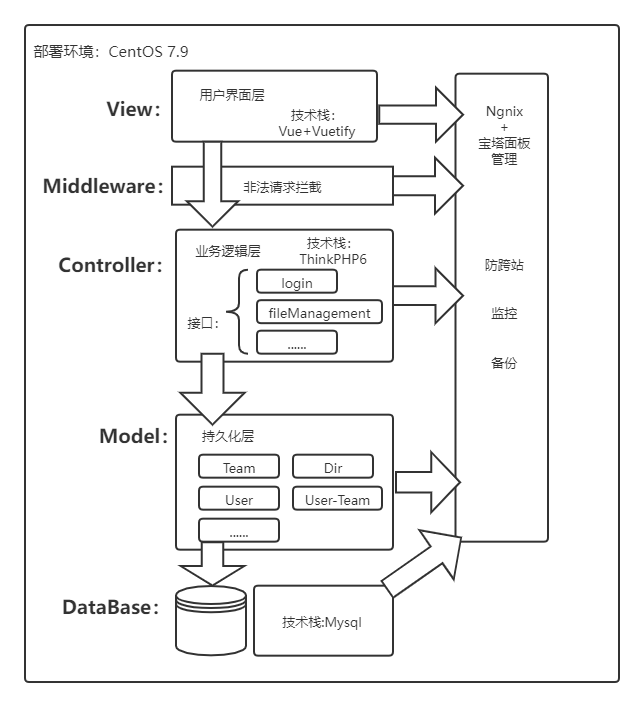 部署环境：CentOS 7.9
View：
用户界面层
技术栈：
Vue+Vuetify
Middleware：
非法请求拦截
Controller：
业务逻辑层
技术栈：
ThinkPHP6
接口：
login
fileManagement
......
Model：
持久化层
Team
Dir
User
User-Team
......
DataBase：
技术栈:Mysql
Ngnix
+
宝塔面板
管理
防跨站
监控
备份